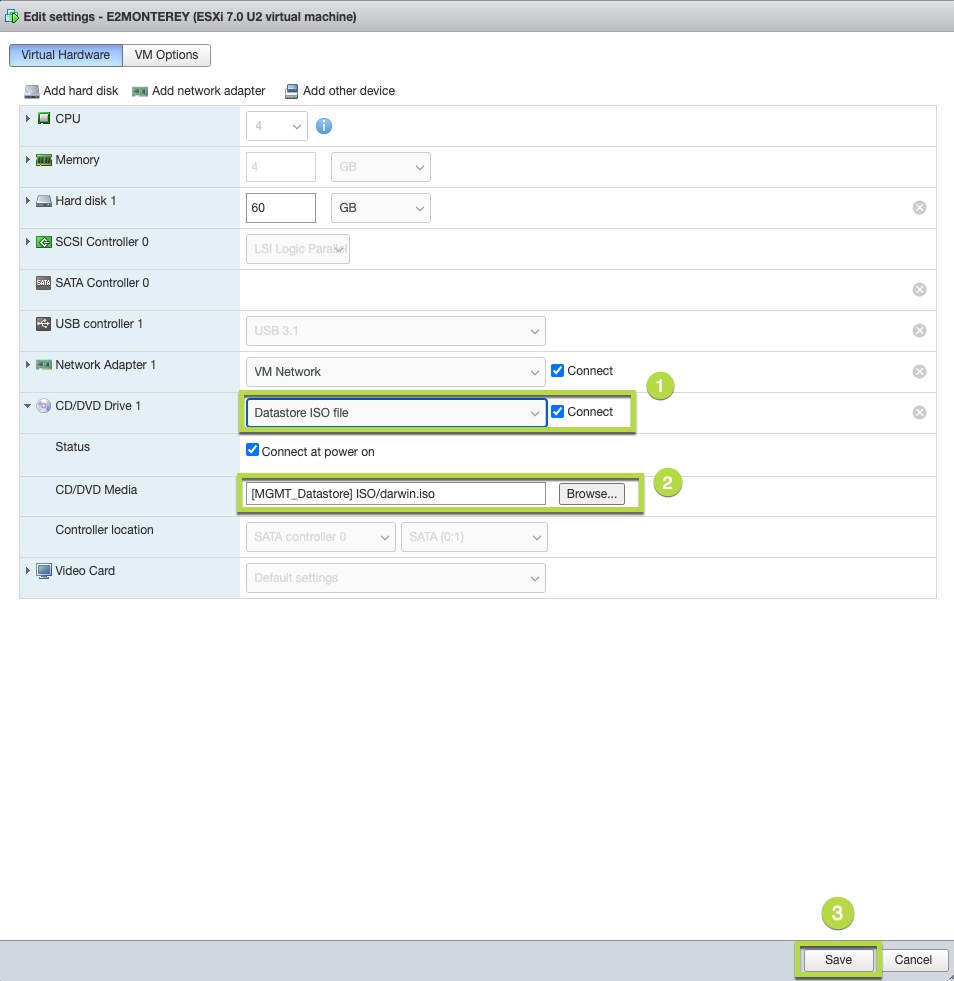 Edit settings - E2MONTEREY (ESXi 7.0 U2 virtual machine)
Virtual Hardware VM Options
Add hard disk Add network adapter Add other device
CPU 4 i
Memory 4 GB
Hard disk 1 60 GB
SCSI Controller 0 LSI Logic Parallel
SATA SATA Controller 0
USB controller 1 USB 3.1
Network Adapter 1 VM Network Connect
1
CD/DVD Drive 1 Datastore ISO file Connect
Status Connect at power on
2
CD/DVD Media [MGMT_Datastore] ISO/darwin.iso Browse...
Controller location SATA controller 0 SATA (0:1)
Video Card Default settings
3
Save Cancel